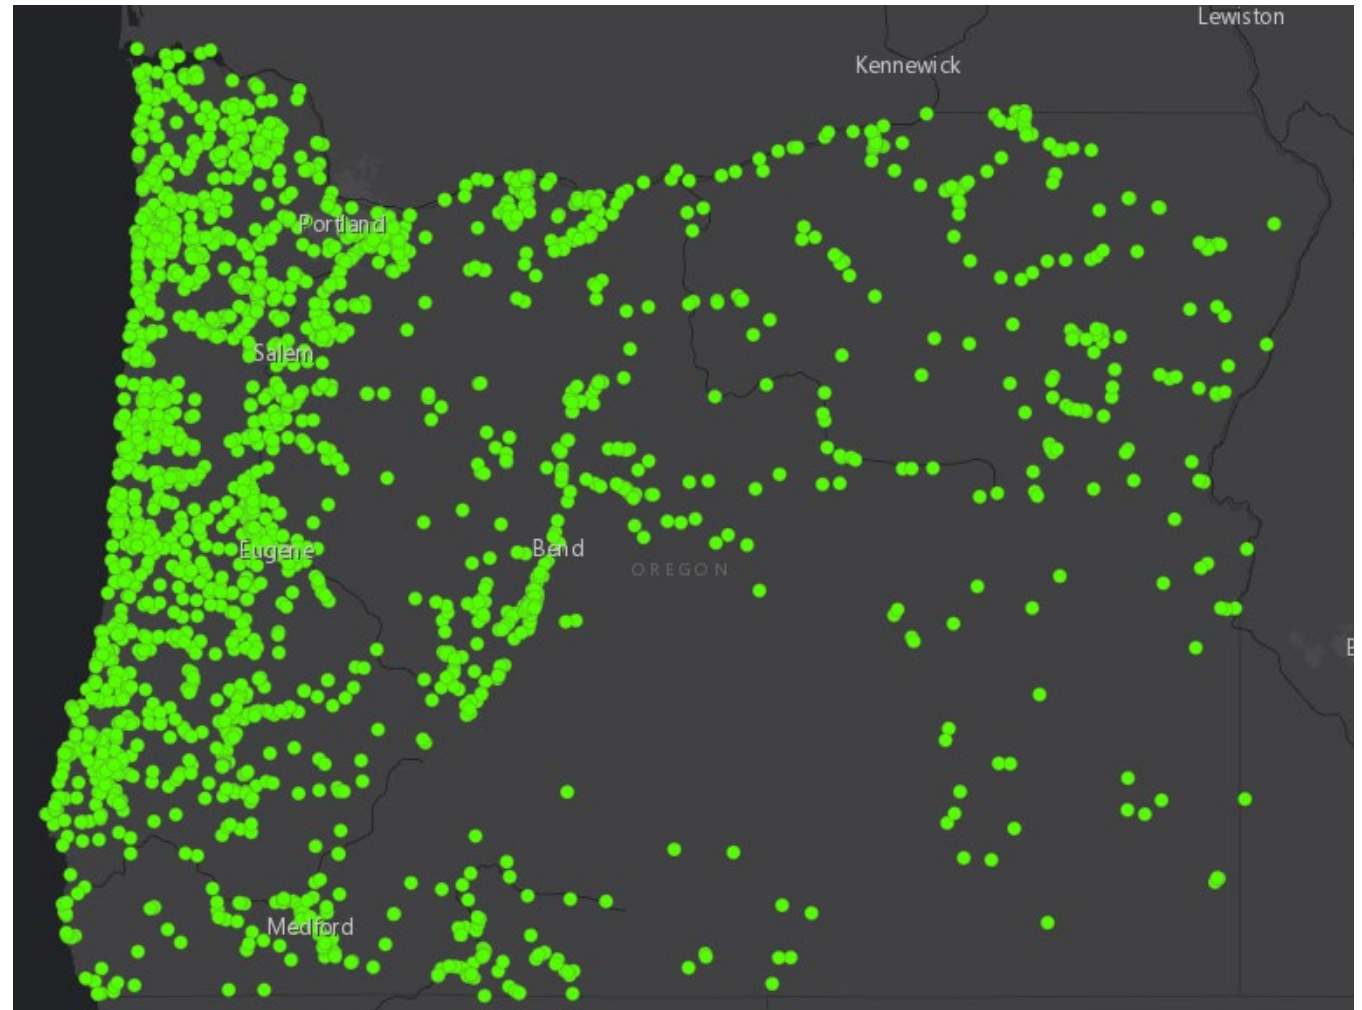 Lewiston
Kennewick
Portland
Salem
Eugene
Bend
OREGON
B
Medford